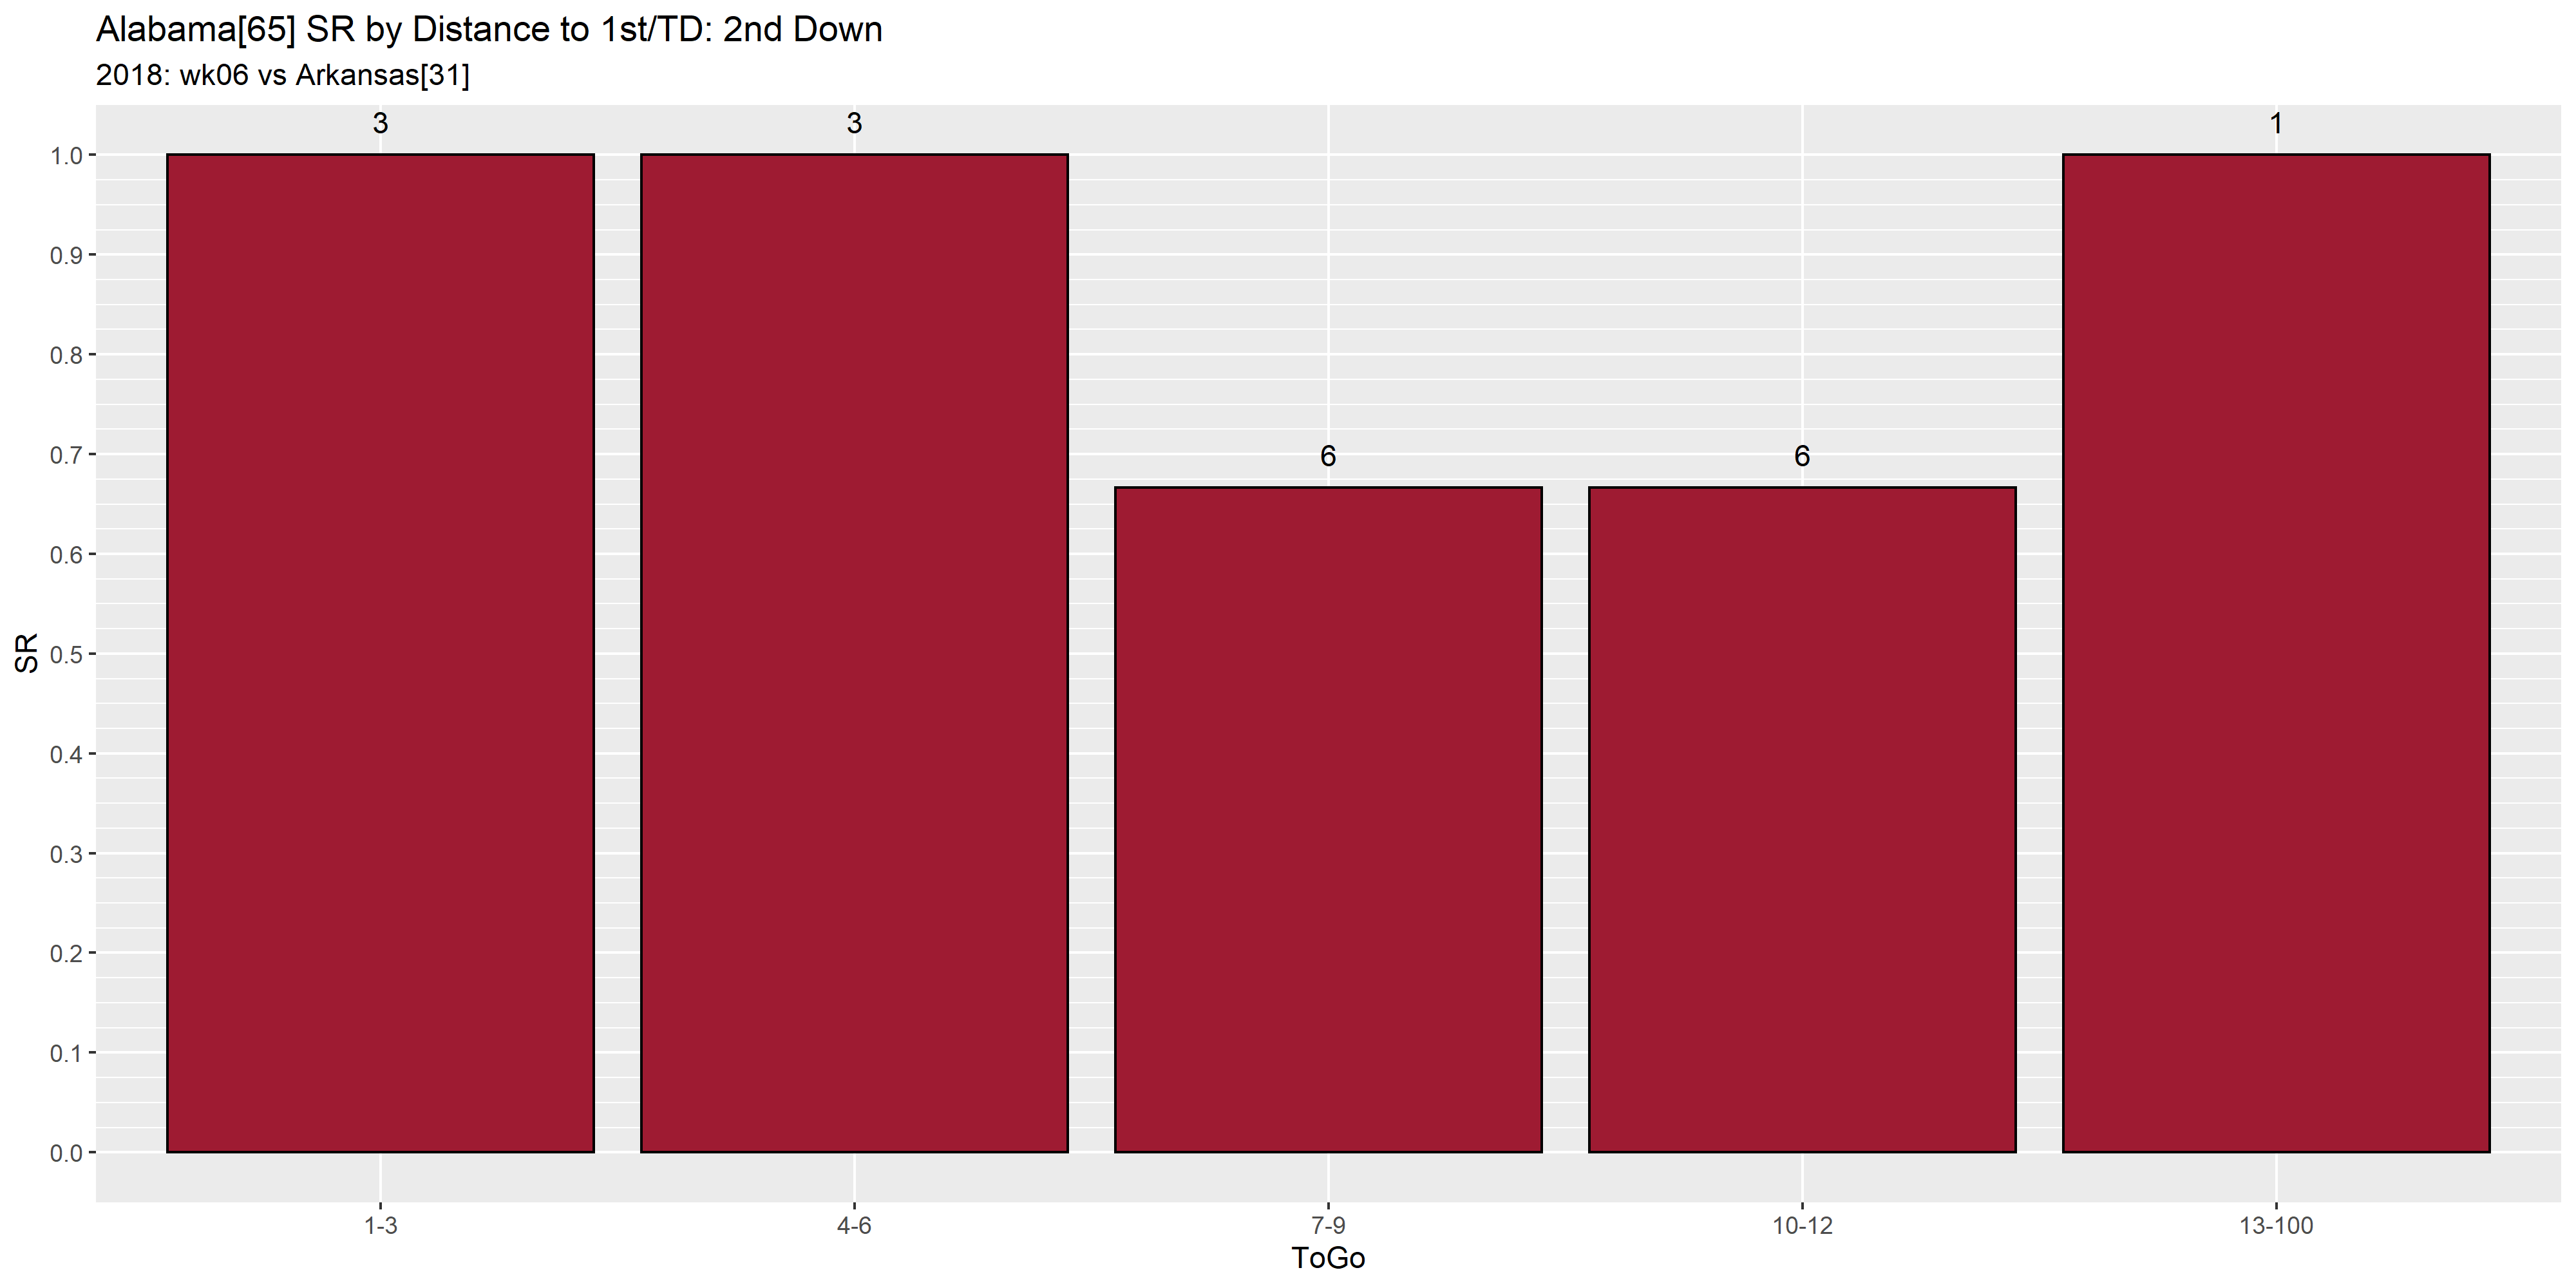 Alabama[65] SR by Distance to 1st/TD: 2nd Down
2018: wk06 vs Arkansas[31]
3 3 1
1.0
0.9
0.8
0.7
6 6
0.6
0.5
SR
0.4
0.3
0.2
0.1
0.0
1-3 4-6 7-9 10-12 13-100
ToGo